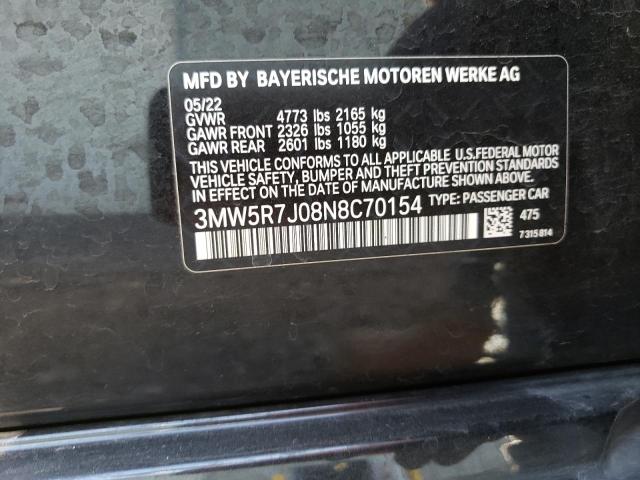 MFD BY BAYERISCHE MOTOREN WERKE AG
05/22
GVWR 4773 lbs 2165 kg
GAWR FRONT 2326 lbs 1055 kg
GAWR REAR 2601 lbs 1180 kg
THIS VEHICLE CONFORMS TO ALL APPLICABLE U.S.FEDERAL MOTOR
VEHICLE SAFETY, BUMPER AND THEFT PREVENTION STANDARDS
IN EFFECT ON THE DATE OF MANUFACTURE SHOWN ABOVE.
3MW5R7J08N8C70154 TYPE: PASSENGER CAR
475
7315814